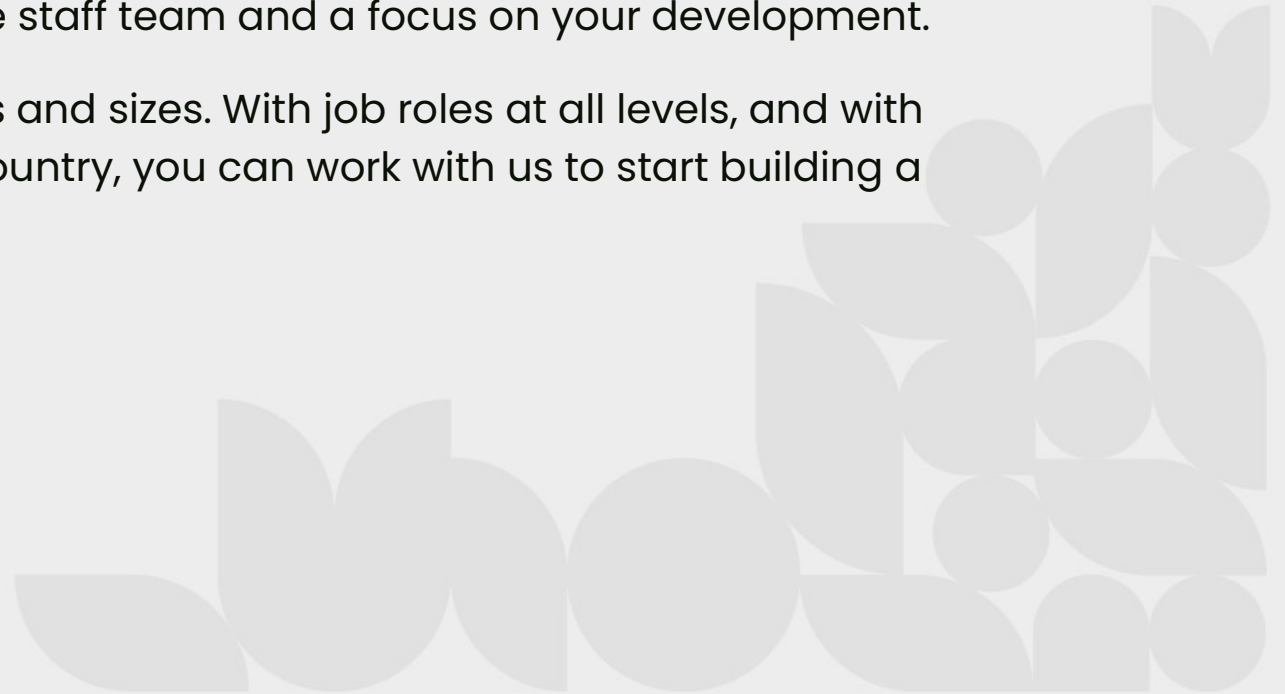 staff team and a focus on your development.
and sizes. With job roles at all levels, and with
you can work with us to start building a